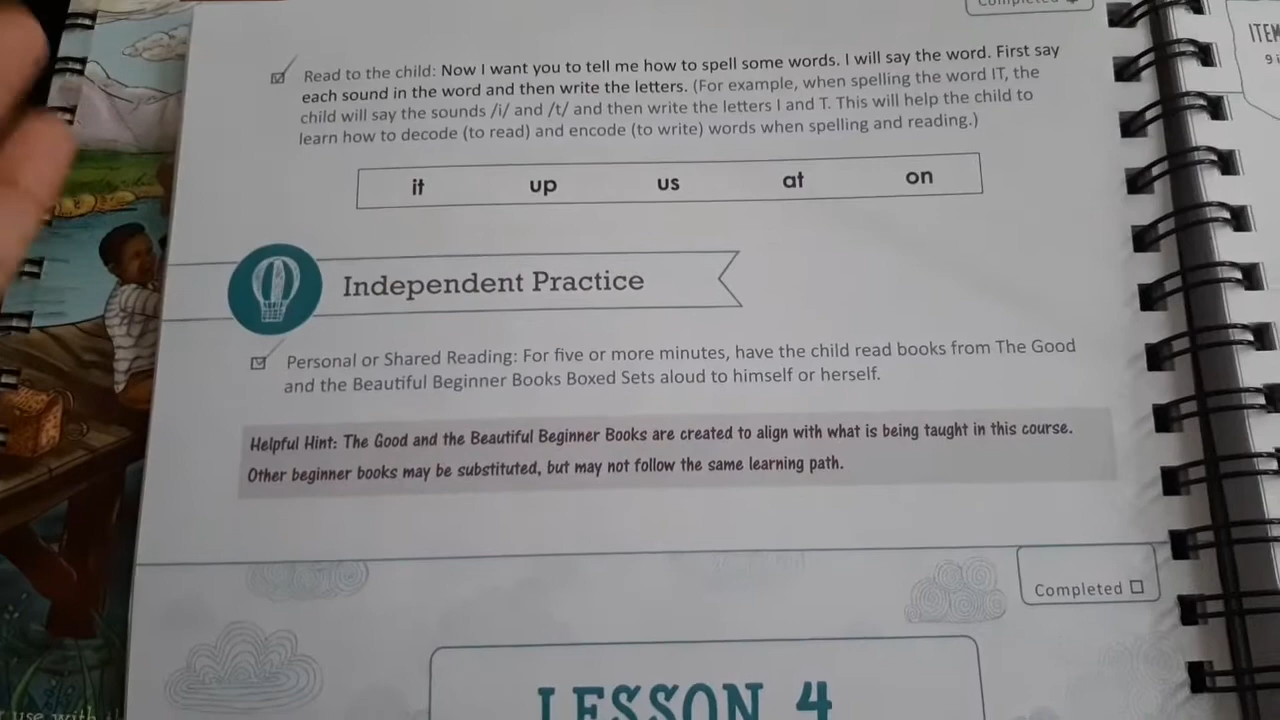 Completed
Read to the child: Now I want you to tell me how to spell some words. I will say the word. First say
each sound in the word and then write the letters. (For example, when spelling the word IT, the
child will say the sounds /i/ and /t/ and then write the letters I and T. This will help the child to
learn how to decode (to read) and encode (to write) words when spelling and reading.)
it up us at on
Independent Practice
Personal or Shared Reading: For five or more minutes, have the child read books from The Good
and the Beautiful Beginner Books Boxed Sets aloud to himself or herself.
Helpful Hint: The Good and the Beautiful Beginner Books are created to align with what is being taught in this course.
Other beginner books may be substituted, but may not follow the same learning path.
Completed
LESSON 4
ITEM
9 i
use with